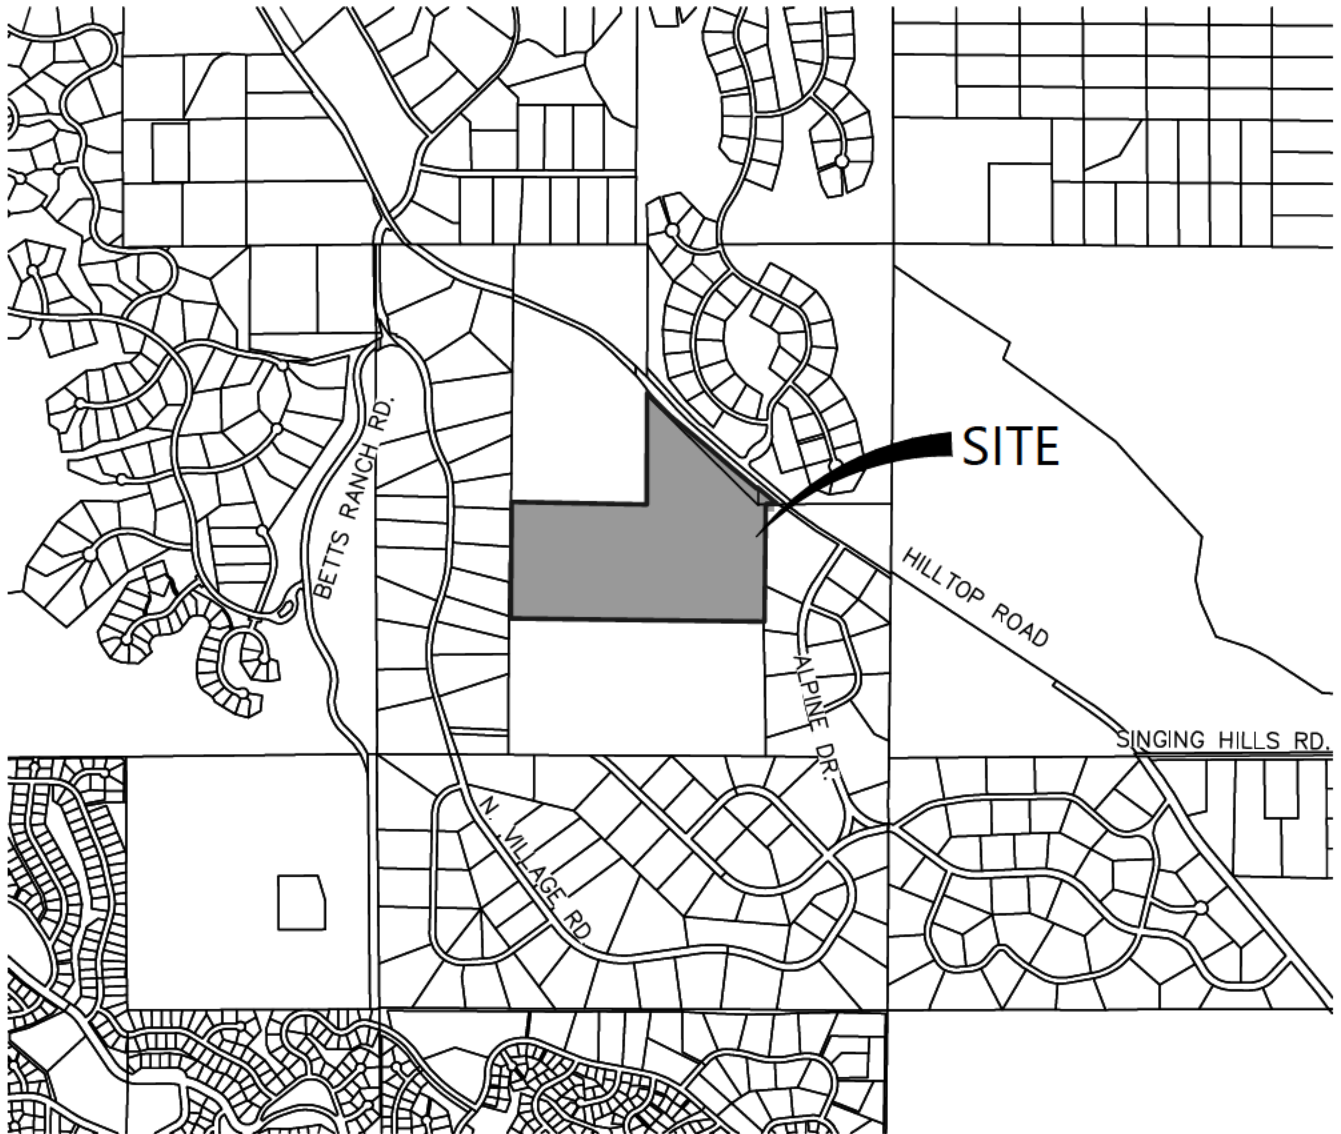 SITE
BETTS RANCH RD.
HILLTOP ROAD
ALPINE DR.
SINGING HILLS RD.
N. VILLAGE RD.